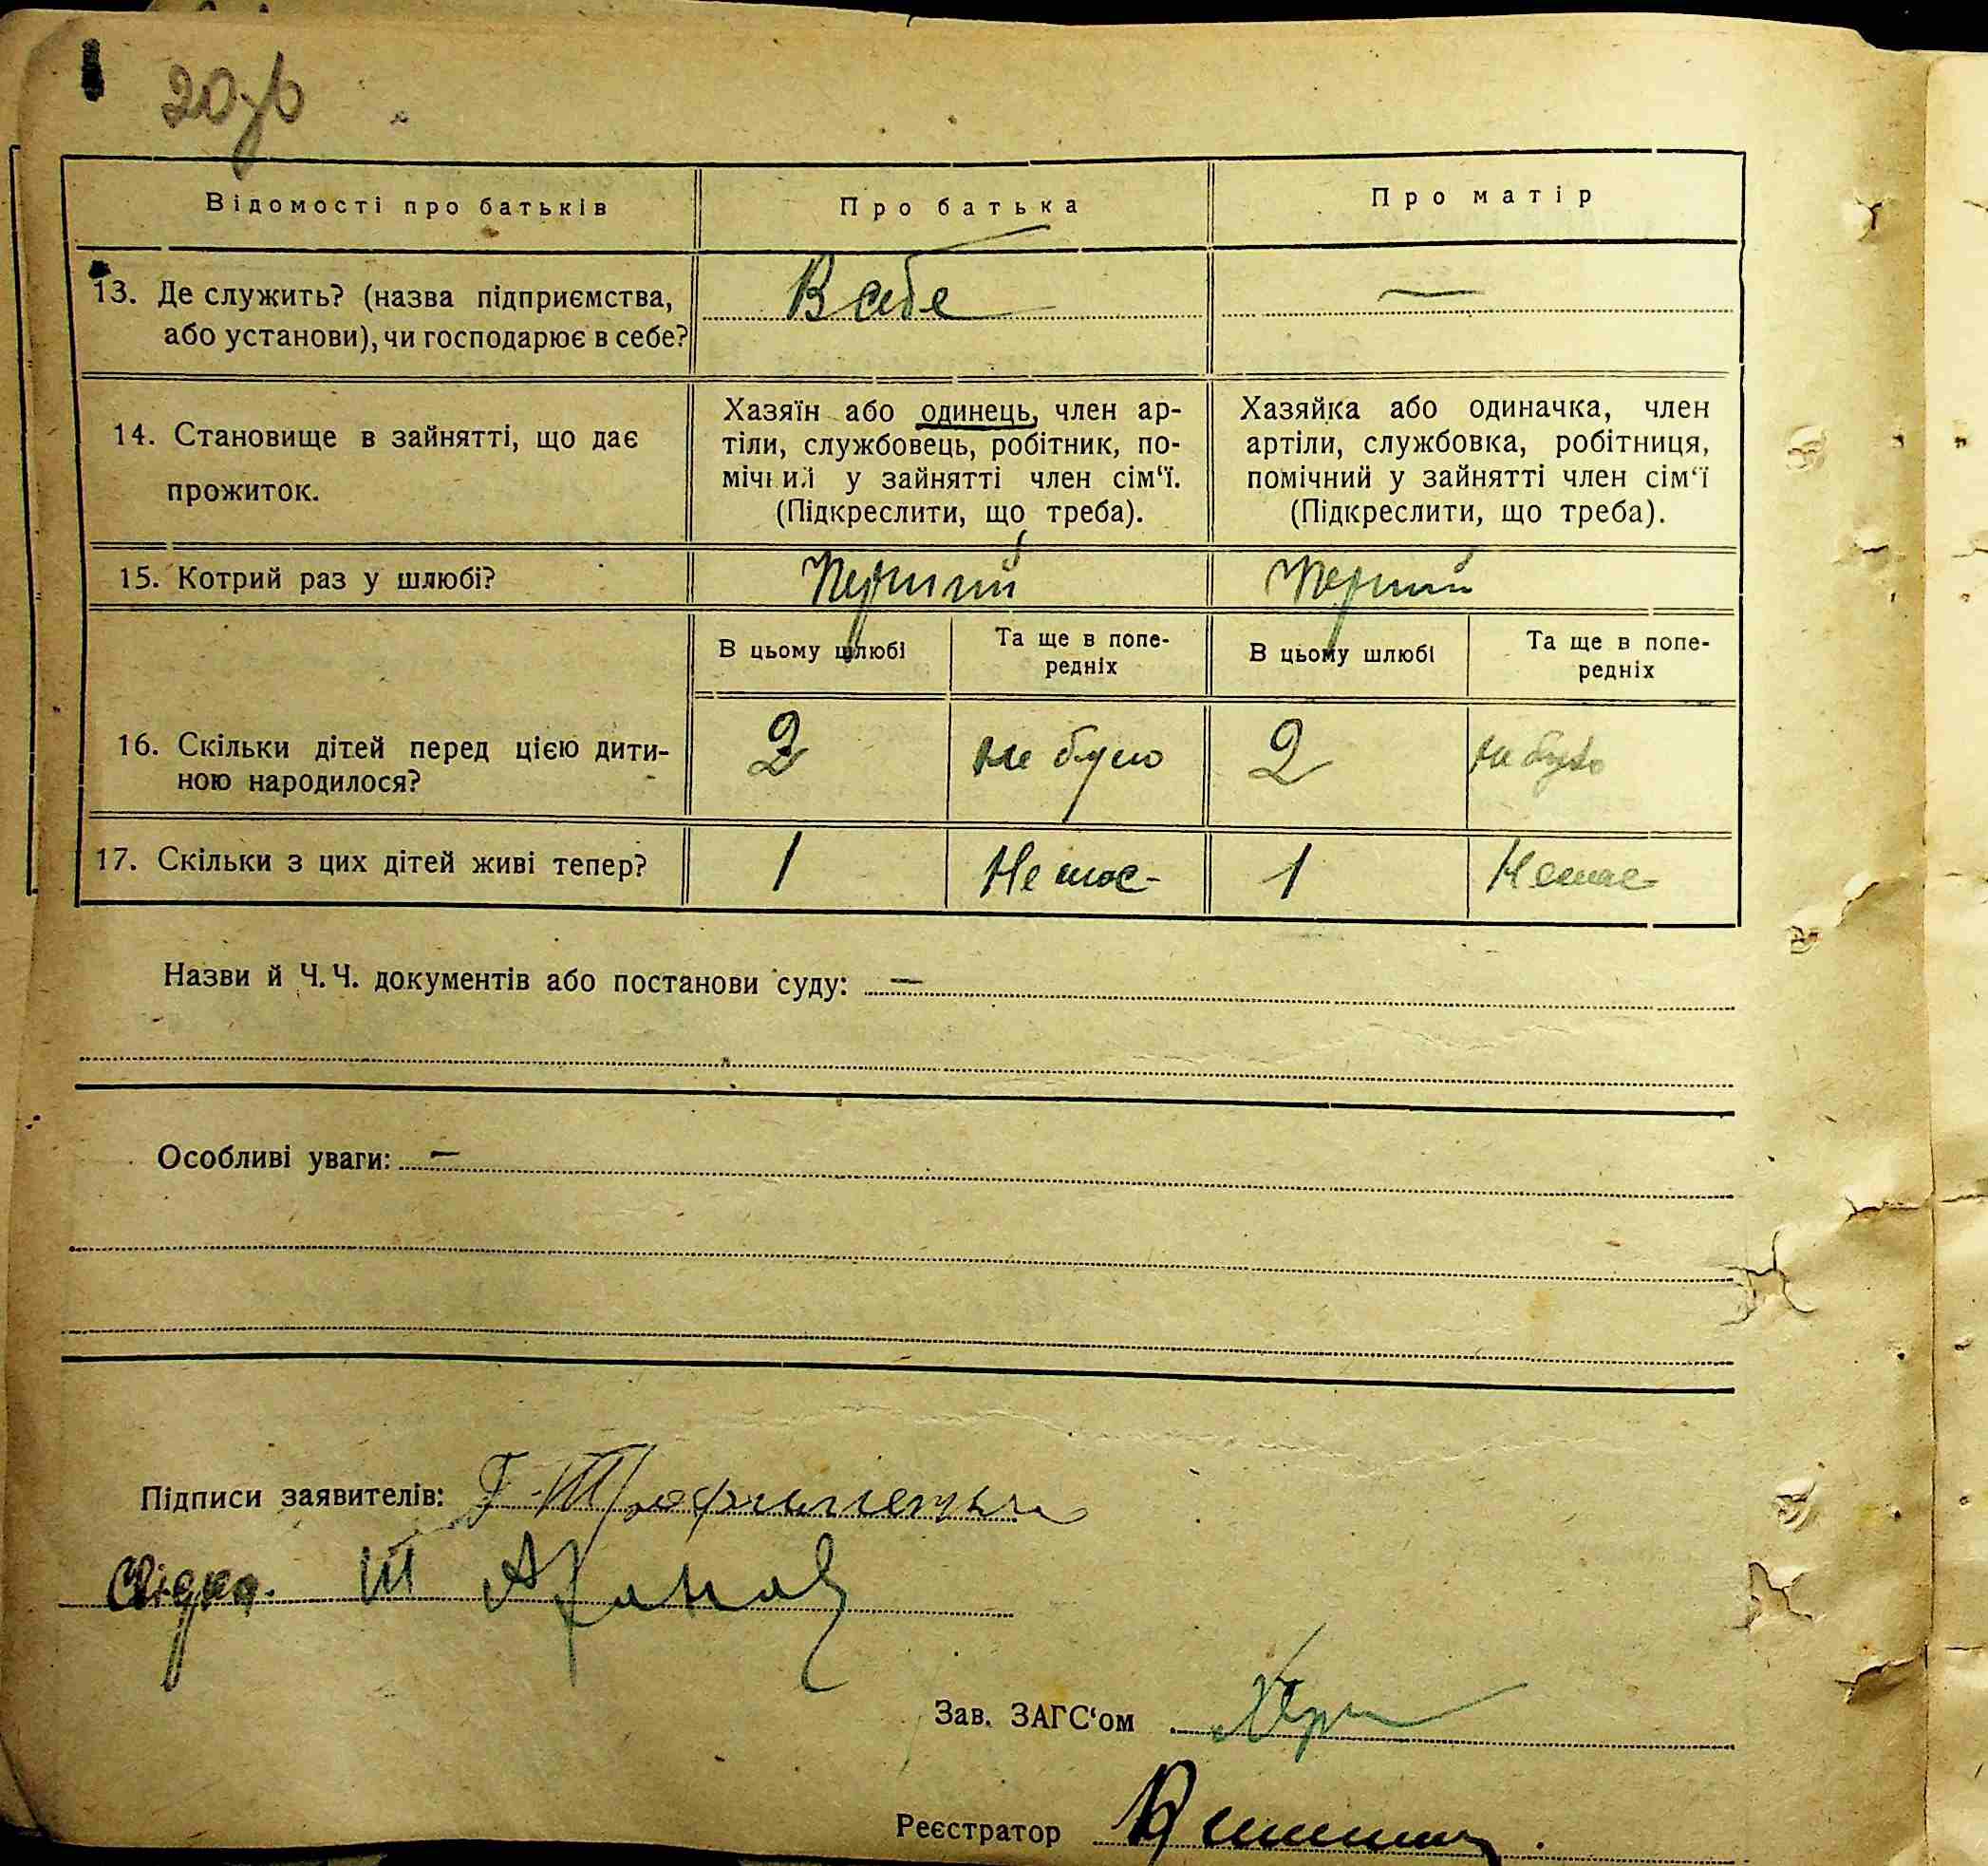 20
Відомості про батьків
Про батька
Про матір
13. Де служить? (назва підприємства,
або установи), чи господарює в себе?
В себе
—
14. Становище в зайнятті, що дає
прожиток.
Хазяїн або одинець, член ар-
тіли, службовець, робітник, по-
мічний у зайнятті член сім‘ї.
(Підкреслити, що треба).
Хазяйка або одиначка, член
артіли, службовка, робітниця,
помічний у зайнятті член сім‘ї
(Підкреслити, що треба).
15. Котрий раз у шлюбі?
Перший
Перший
В цьому шлюбі
Та ще в попе-
редніх
В цьому шлюбі
Та ще в попе-
редніх
16. Скільки дітей перед цією дити-
ною народилося?
2
не було
2
не було
17. Скільки з цих дітей живі тепер?
1
Немає
1
Немає
Назви й Ч.Ч. документів або постанови суду: —
Особливі уваги: —
Підписи заявителів:
Зав. ЗАГС‘ом
Реєстратор